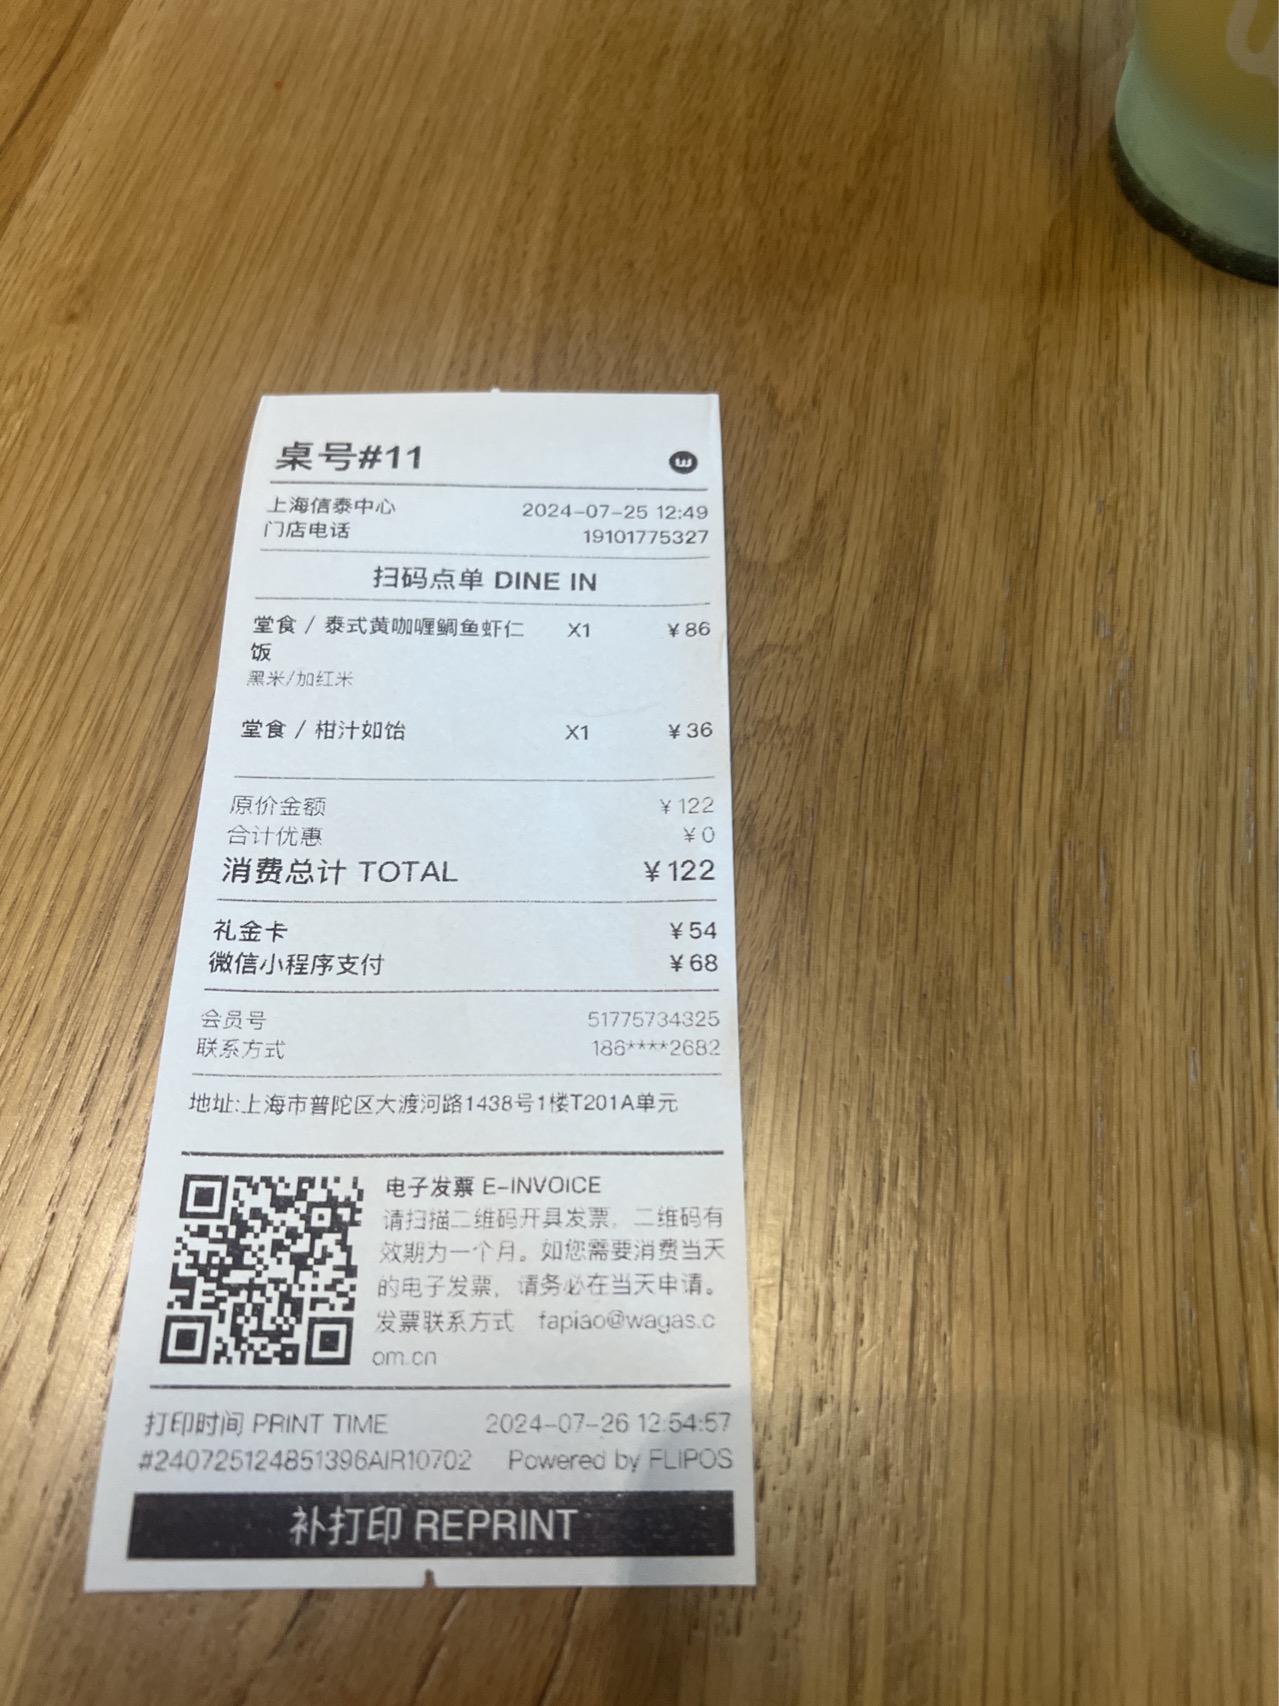 桌号#11
w
上海信泰中心 2024-07-25 12:49
门店电话 19101775327
扫码点单 DINE IN
堂食 / 泰式黄咖喱鲷鱼虾仁 X1 ¥86
饭
黑米/加红米
堂食 / 柑汁如饴 X1 ¥36
原价金额 ¥122
合计优惠 ¥0
消费总计 TOTAL ¥122
礼金卡 ¥54
微信小程序支付 ¥68
会员号 51775734325
联系方式 186****2682
地址:上海市普陀区大渡河路1438号1楼T201A单元
电子发票 E-INVOICE
请扫描二维码开具发票，二维码有
效期为一个月。如您需要消费当天
的电子发票，请务必在当天申请。
发票联系方式 fapiao@wagas.c
om.cn
打印时间 PRINT TIME 2024-07-26 12:54:57
#240725124851396AIR10702 Powered by FLIPOS
补打印 REPRINT